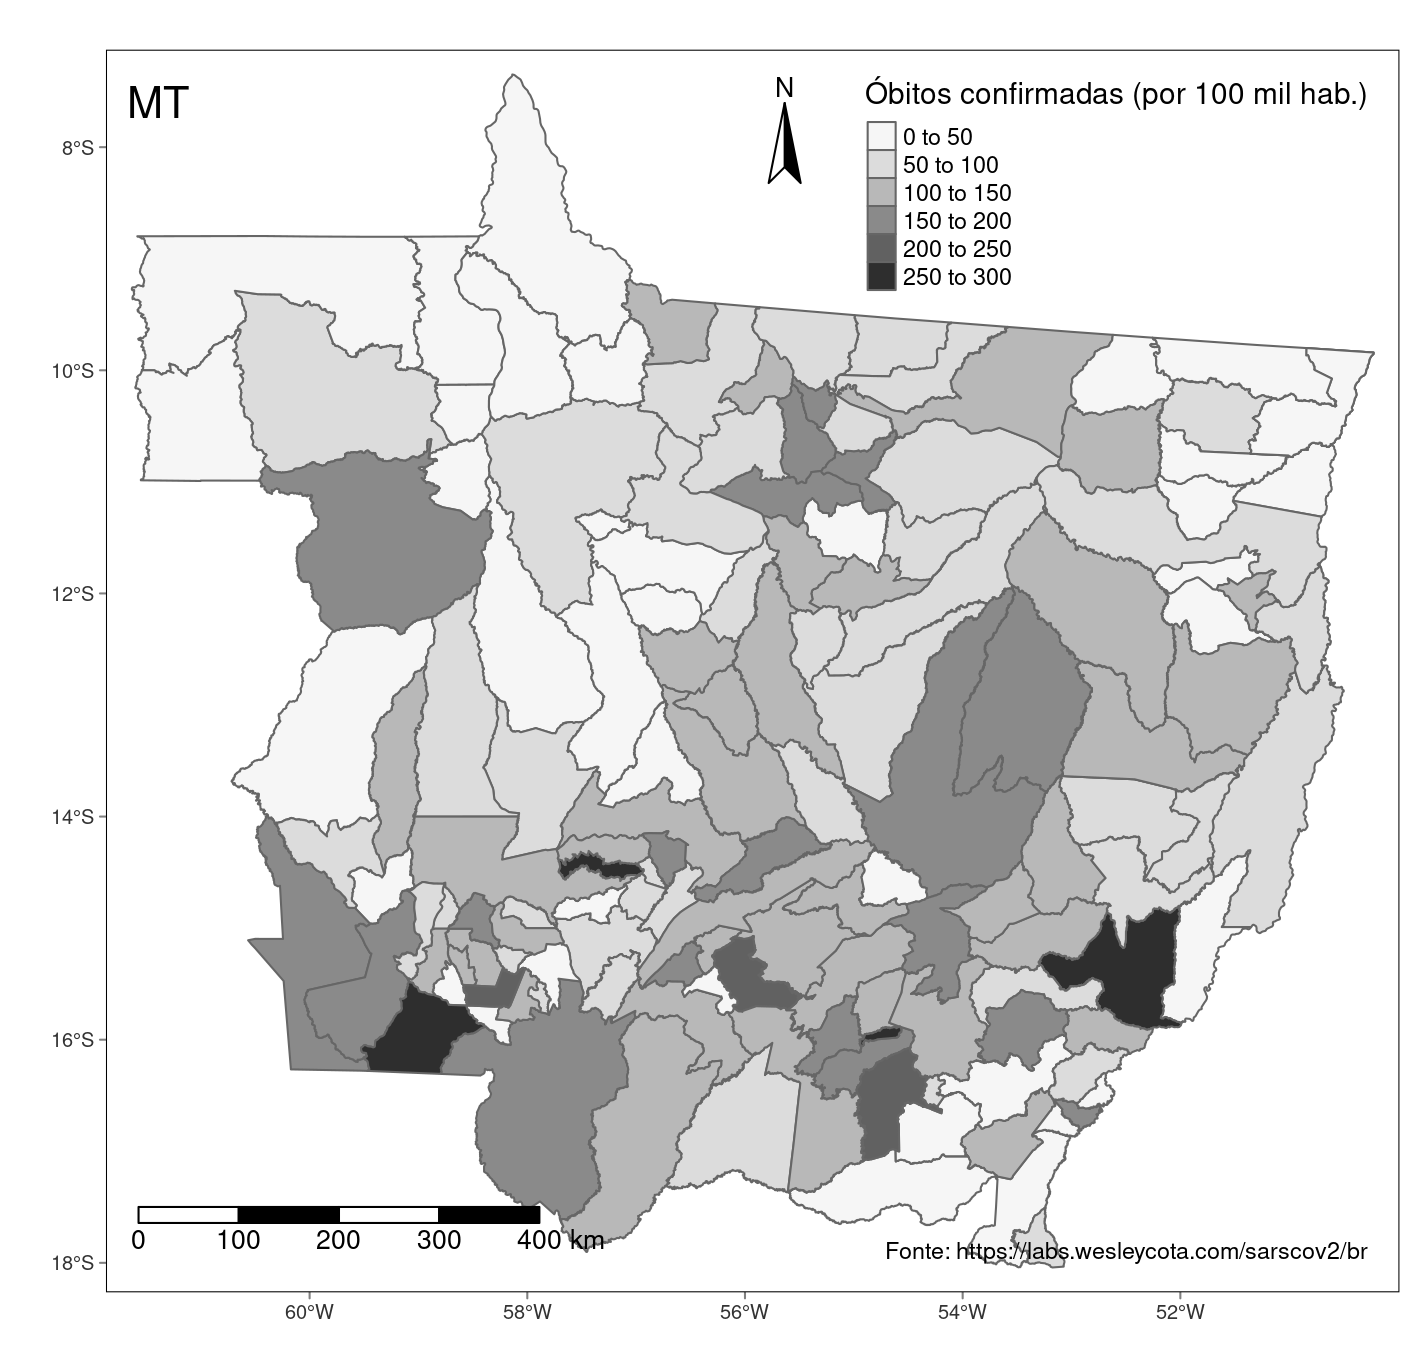 MT
N
Óbitos confirmadas (por 100 mil hab.)
0 to 50
50 to 100
100 to 150
150 to 200
200 to 250
250 to 300
8°S
10°S
12°S
14°S
16°S
18°S
0 100 200 300 400 km
Fonte: https://labs.wesleycota.com/sarscov2/br
60°W 58°W 56°W 54°W 52°W